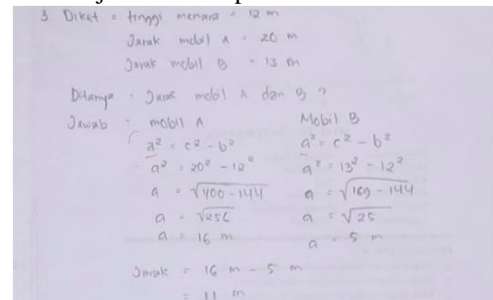 3. Diket = tinggi menara = 12 m
Jarak mobil A = 20 m
Jarak mobil B = 13 m
Ditanya : Jarak mobil A dan B ?
Jawab : mobil A Mobil B
a² = c² - b² a² = c² - b²
a² = 20² - 12² a² = 13² - 12²
a = √400 - 144 a = √169 - 144
a = √256 a = √25
a = 16 m a = 5 m
Jarak = 16 m - 5 m
= 11 m